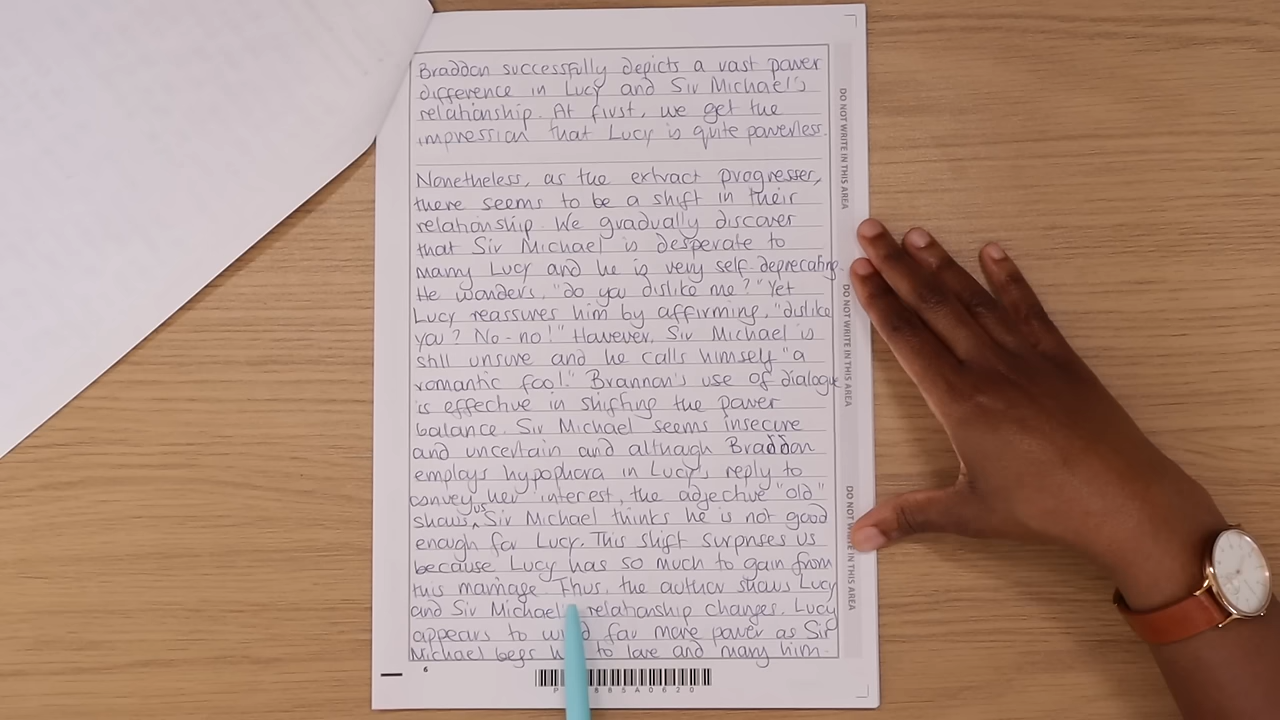 Braddon successfully depicts a vast power
difference in Lucy and Sir Michael's
relationship. At first, we get the
impression that Lucy is quite powerless.
Nonetheless, as the extract progresses,
there seems to be a shift in their
relationship. We gradually discover
that Sir Michael is desperate to
marry Lucy and he is very self-deprecating.
He wonders, "do you dislike me?" Yet
Lucy reassures him by affirming, "dislike
you? No-no!" However, Sir Michael is
still unsure and he calls himself "a
romantic fool." Brannon's use of dialogue
is effective in shifting the power
balance. Sir Michael seems insecure
and uncertain and although Braddon
employs hypophora in Lucy's reply to
convey her interest, the adjective "old"
shows us Sir Michael thinks he is not good
enough for Lucy. This shift surprises us
because Lucy has so much to gain from
this marriage. Thus, the author shows Lucy
and Sir Michael's relationship changes. Lucy
appears to far more power as Sir
Michael begs to love and marry him.
6
DO NOT WRITE IN THIS AREA
DO NOT WRITE IN THIS AREA
DO NOT WRITE IN THIS AREA